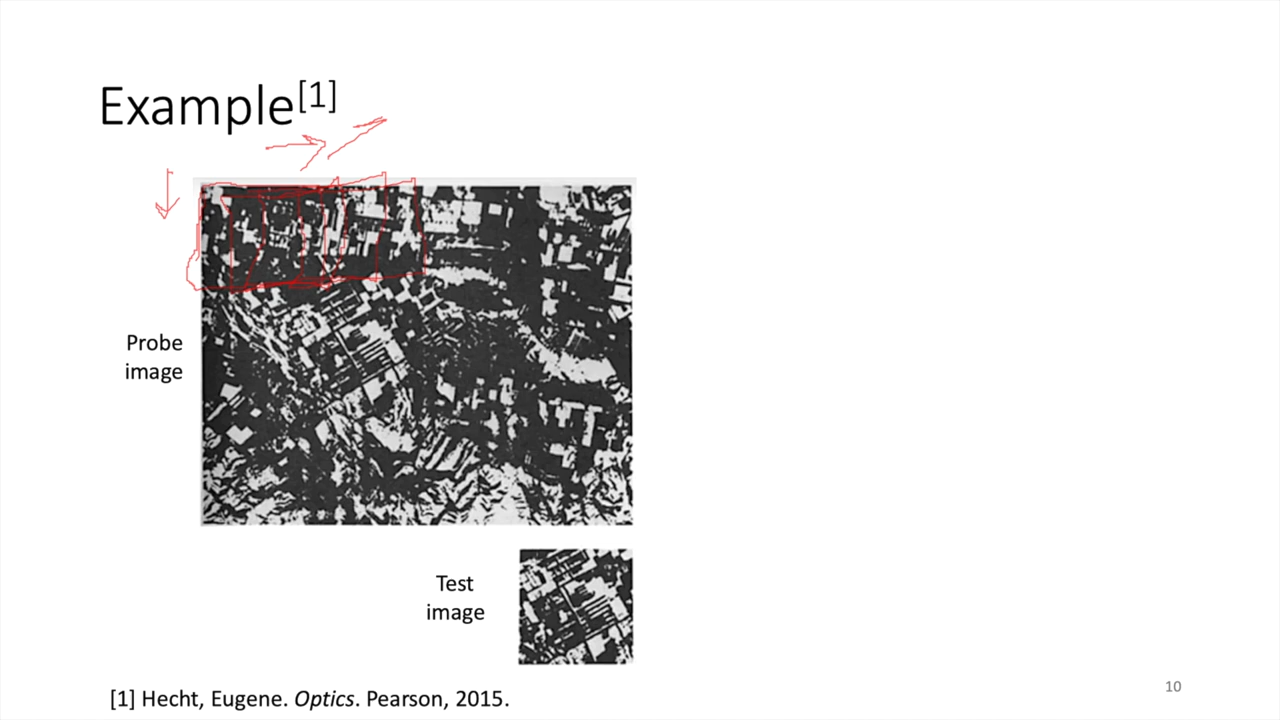 Example[1]
Probe
image
Test
image
[1] Hecht, Eugene. Optics. Pearson, 2015.
10